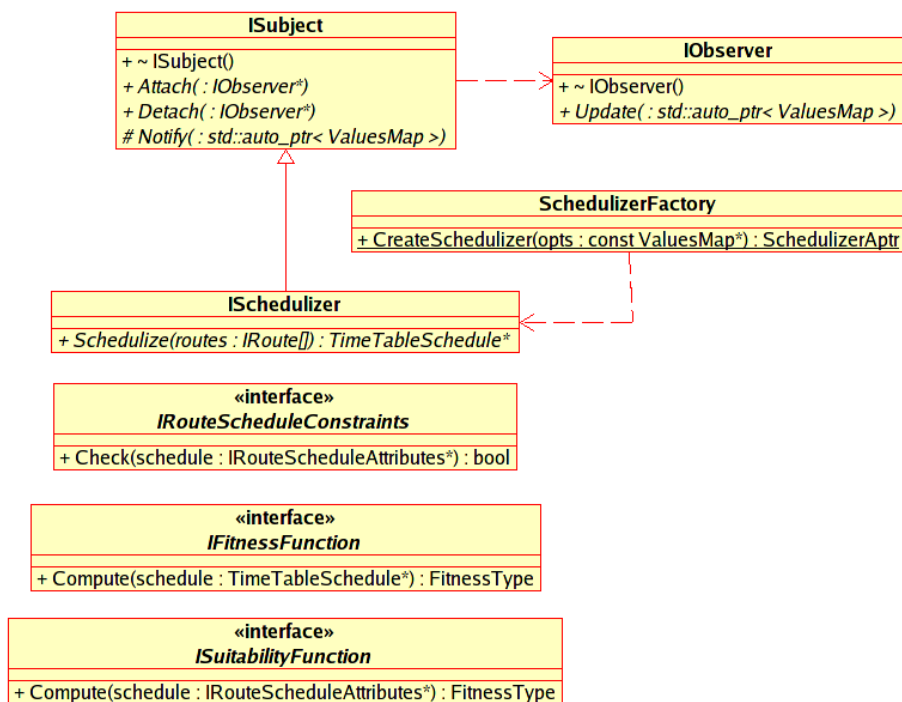 ISubject
+ ~ ISubject()
+ Attach( : IObserver*)
+ Detach( : IObserver*)
# Notify( : std::auto_ptr< ValuesMap >)
IObserver
+ ~ IObserver()
+ Update( : std::auto_ptr< ValuesMap >)
SchedulizerFactory
+ CreateSchedulizer(opts : const ValuesMap*) : SchedulizerAptr
ISchedulizer
+ Schedulize(routes : IRoute[]) : TimeTableSchedule*
«interface»
IRouteScheduleConstraints
+ Check(schedule : IRouteScheduleAttributes*) : bool
«interface»
IFitnessFunction
+ Compute(schedule : TimeTableSchedule*) : FitnessType
«interface»
ISuitabilityFunction
+ Compute(schedule : IRouteScheduleAttributes*) : FitnessType